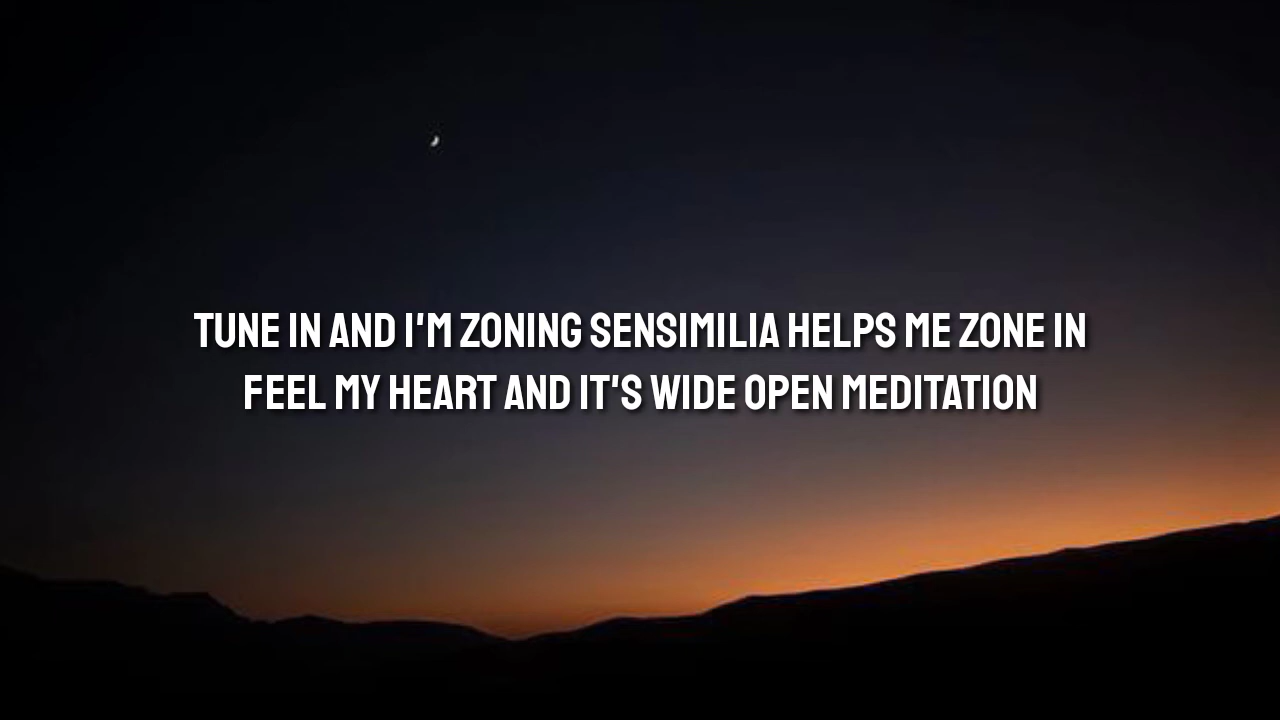 TUNE IN AND I'M ZONING SENSIMILIA HELPS ME ZONE IN
FEEL MY HEART AND IT'S WIDE OPEN MEDITATION